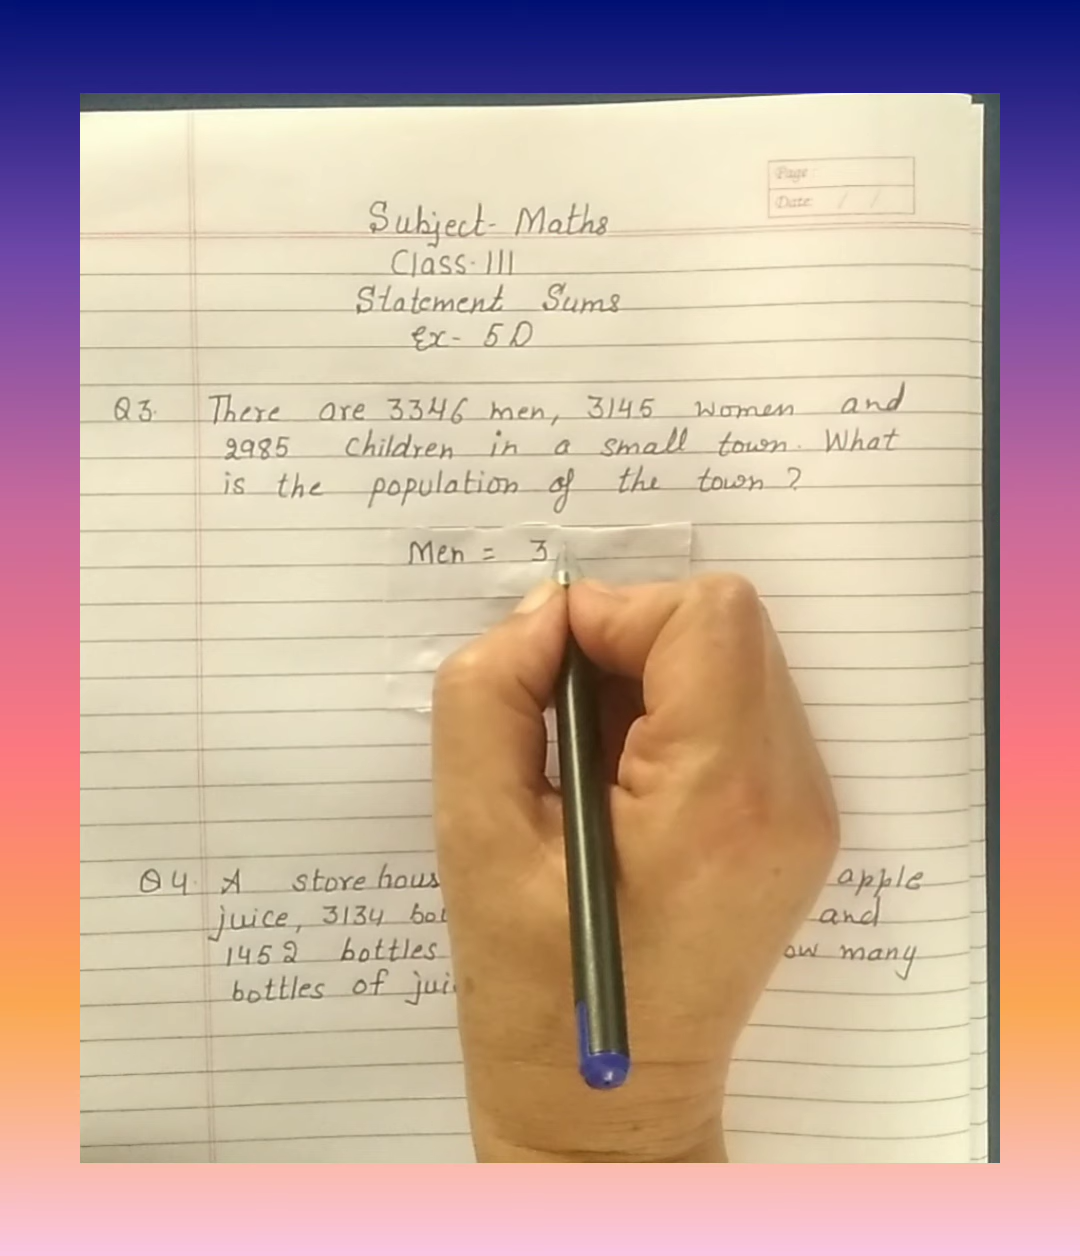 Page:
Date: / /
Subject- Maths
Class-III
Statement Sums
Ex- 5D
Q3. There are 3346 men, 3145 women and
2985 children in a small town. What
is the population of the town?
Men = 3
Q4. A store apple
juice, 3134 and
1452 bottles many
bottles of